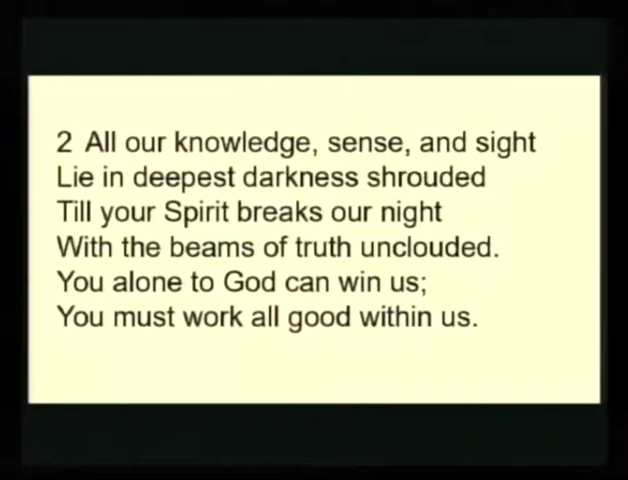 2 All our knowledge, sense, and sight
Lie in deepest darkness shrouded
Till your Spirit breaks our night
With the beams of truth unclouded.
You alone to God can win us;
You must work all good within us.